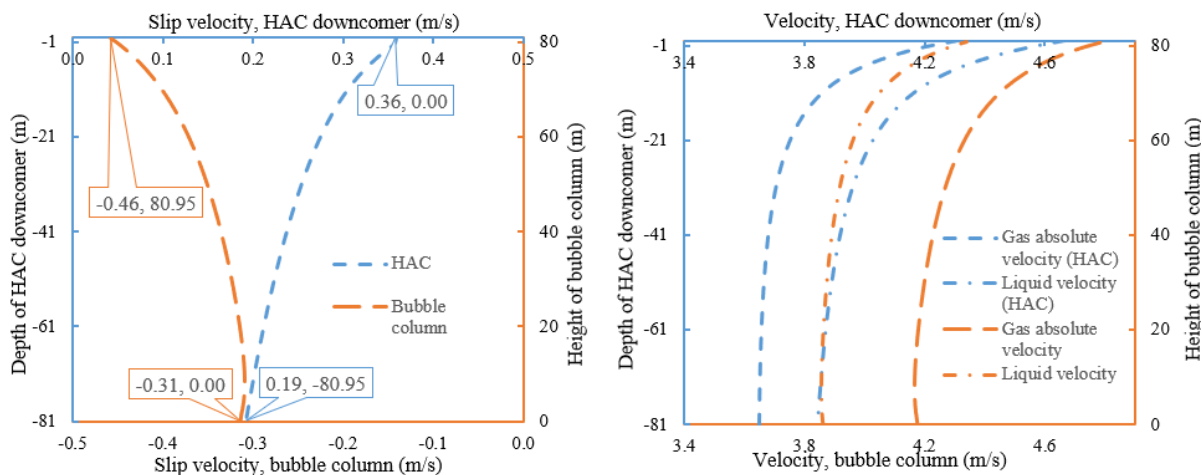 Slip velocity, HAC downcomer (m/s)
0.0 0.1 0.2 0.3 0.4 0.5
-1
-21
-41
-61
-81
Depth of HAC downcomer (m)
80
60
40
20
0
Height of bubble column (m)
0.36, 0.00
-0.46, 80.95
HAC
Bubble
column
-0.31, 0.00
0.19, -80.95
-0.5 -0.4 -0.3 -0.2 -0.1 0.0
Slip velocity, bubble column (m/s)
Velocity, HAC downcomer (m/s)
3.4 3.8 4.2 4.6
-1
-21
-41
-61
-81
Depth of HAC downcomer (m)
80
60
40
20
0
Height of bubble column (m)
Gas absolute
velocity (HAC)
Liquid velocity
(HAC)
Gas absolute
velocity
Liquid velocity
3.4 3.8 4.2 4.6
Velocity, bubble column (m/s)